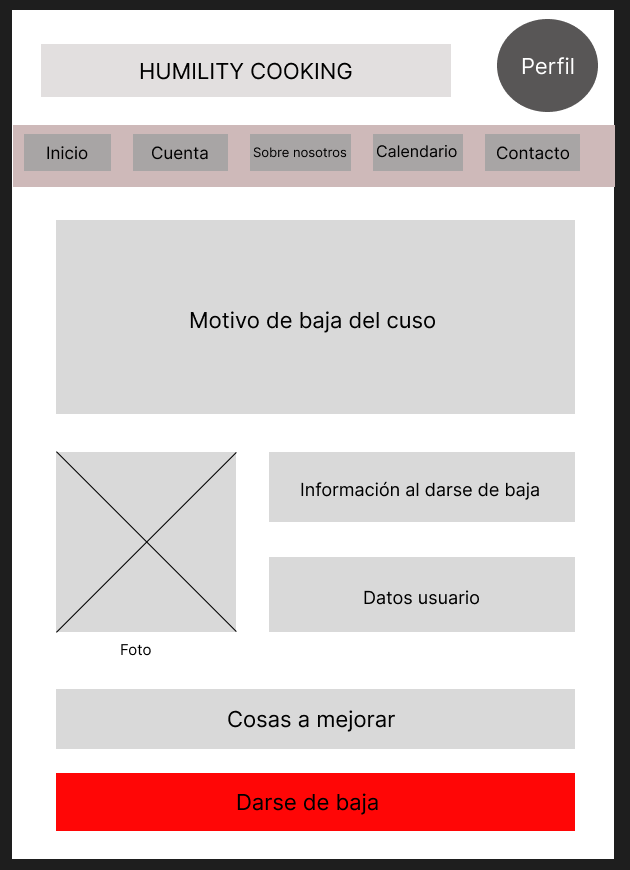 HUMILITY COOKING
Perfil
Inicio
Cuenta
Sobre nosotros
Calendario
Contacto
Motivo de baja del cuso
Información al darse de baja
Datos usuario
Foto
Cosas a mejorar
Darse de baja